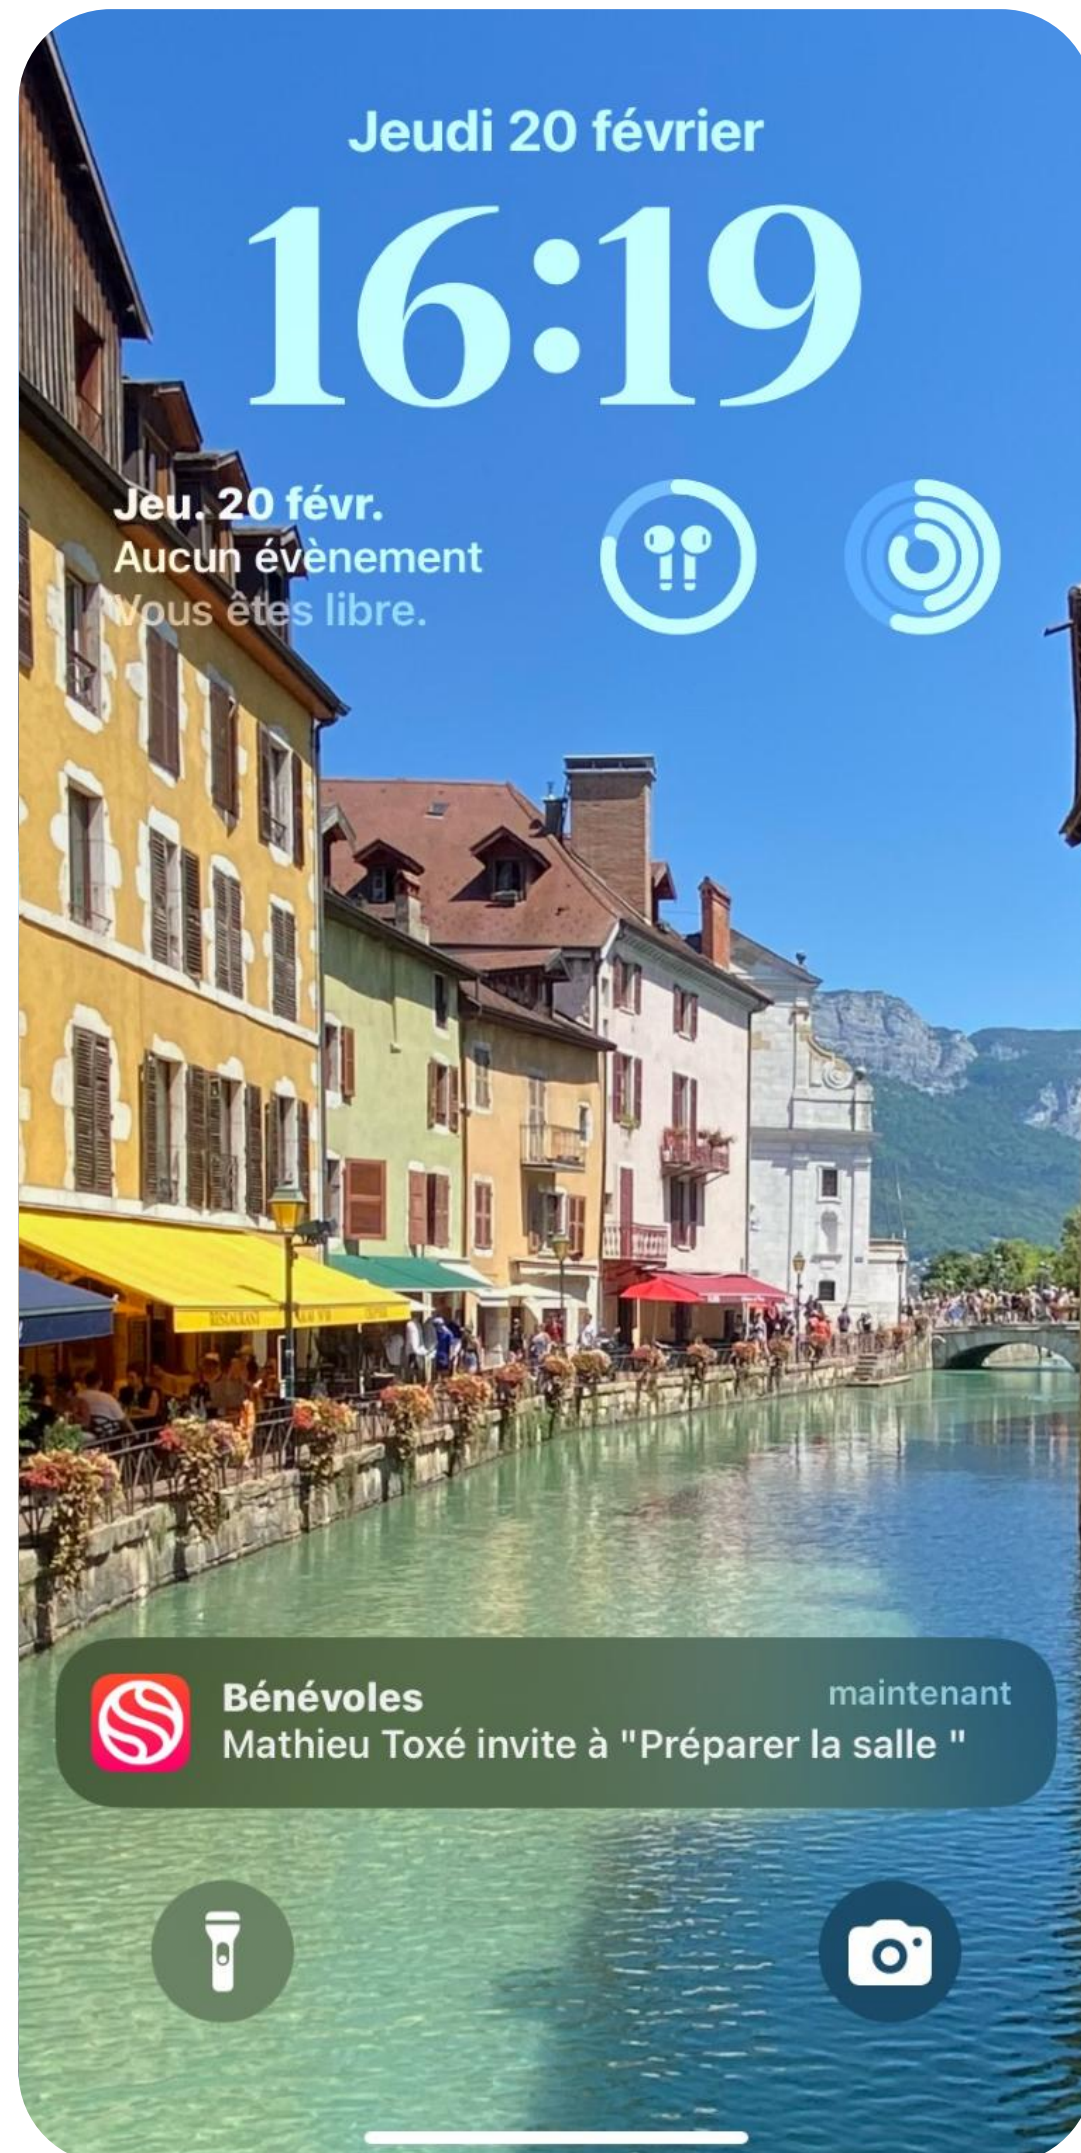 Jeudi 20 février
16:19
Jeu. 20 févr.
Aucun évènement
Vous êtes libre.
RESTAURANT
Bénévoles
maintenant
Mathieu Toxé invite à "Préparer la salle "